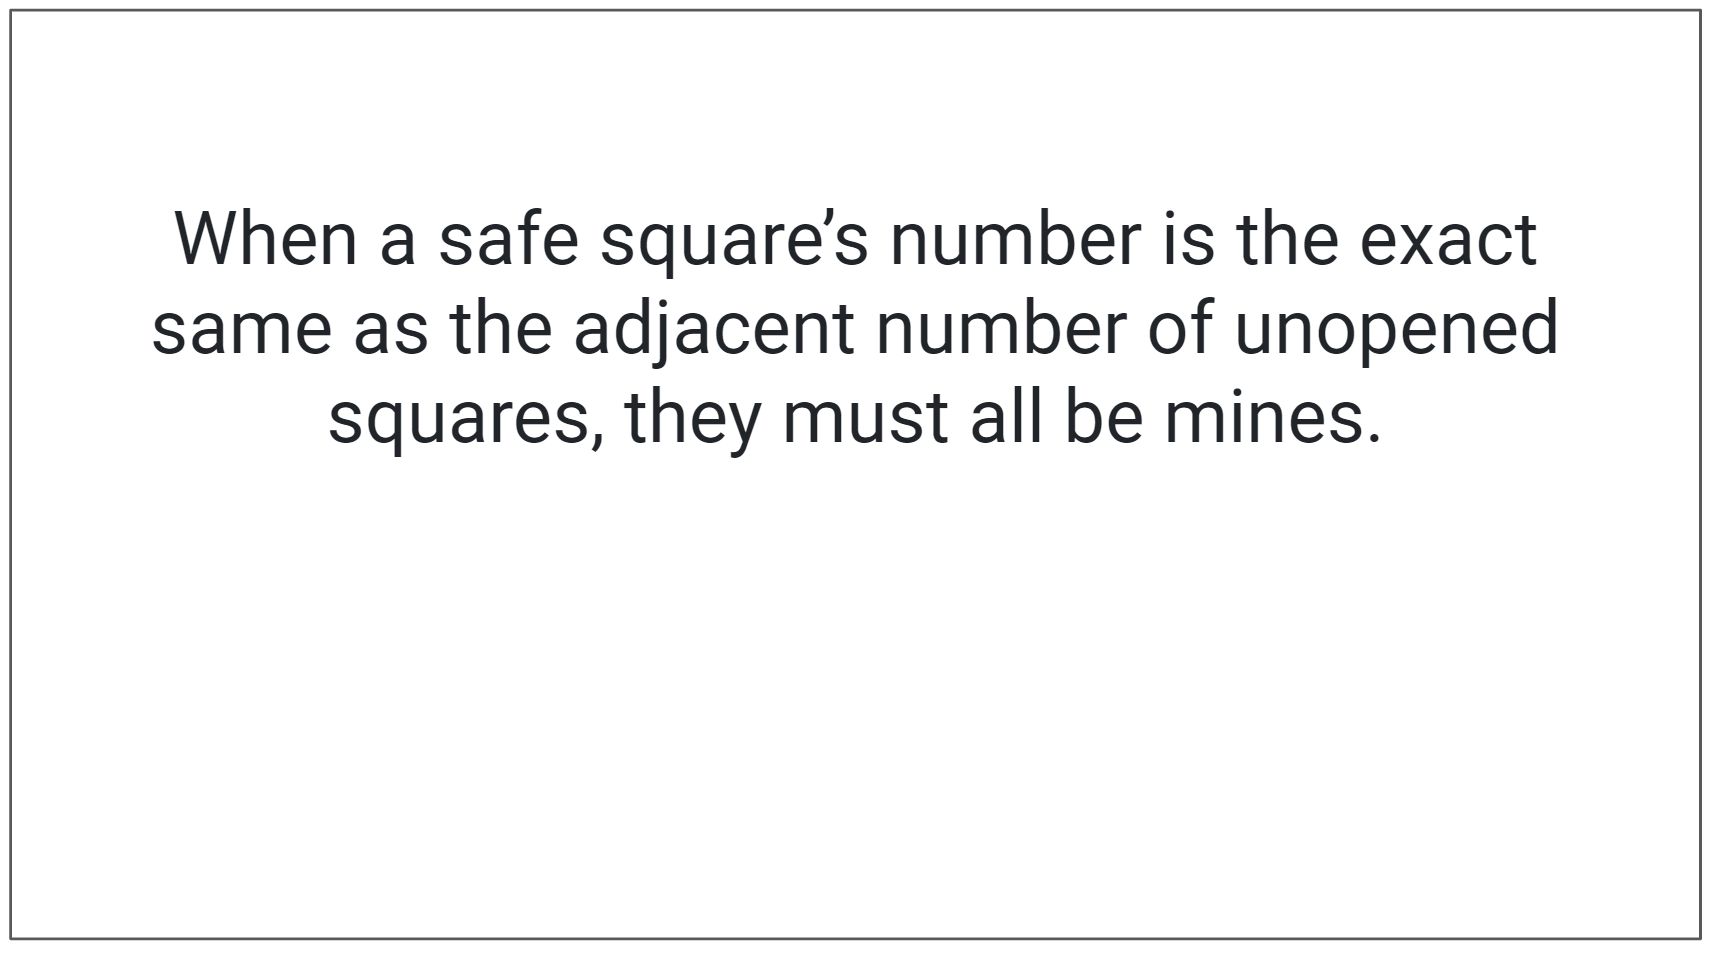 When a safe square’s number is the exact
same as the adjacent number of unopened
squares, they must all be mines.